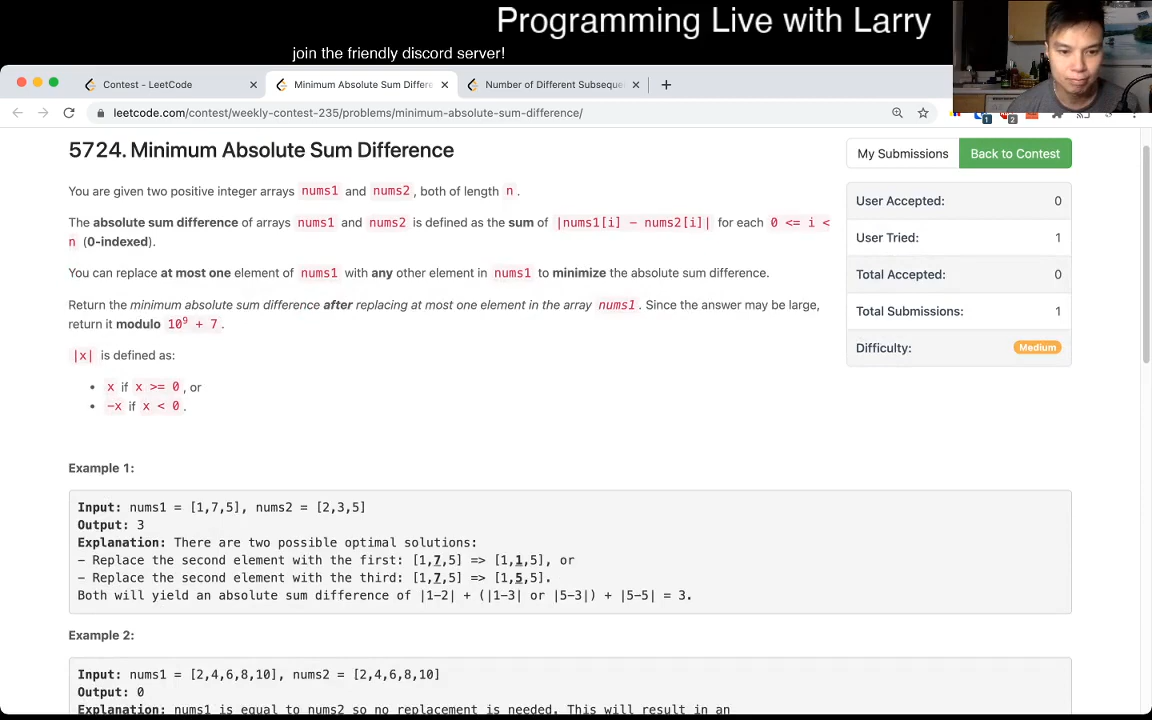 Programming Live with Larry
join the friendly discord server!
Contest - LeetCode
Minimum Absolute Sum Differe
Number of Different Subseque
leetcode.com/contest/weekly-contest-235/problems/minimum-absolute-sum-difference/
1
2
5724. Minimum Absolute Sum Difference
My Submissions
Back to Contest
You are given two positive integer arrays nums1 and nums2, both of length n.
User Accepted: 0
The absolute sum difference of arrays nums1 and nums2 is defined as the sum of |nums1[i] - nums2[i]| for each 0 <= i <
n (0-indexed).
User Tried: 1
You can replace at most one element of nums1 with any other element in nums1 to minimize the absolute sum difference.
Total Accepted: 0
Return the minimum absolute sum difference after replacing at most one element in the array nums1. Since the answer may be large,
return it modulo 10⁹ + 7.
Total Submissions: 1
Difficulty: Medium
|x| is defined as:
• x if x >= 0, or
• -x if x < 0.
Example 1:
Input: nums1 = [1,7,5], nums2 = [2,3,5]
Output: 3
Explanation: There are two possible optimal solutions:
- Replace the second element with the first: [1,7,5] => [1,1,5], or
- Replace the second element with the third: [1,7,5] => [1,5,5].
Both will yield an absolute sum difference of |1-2| + (|1-3| or |5-3|) + |5-5| = 3.
Example 2:
Input: nums1 = [2,4,6,8,10], nums2 = [2,4,6,8,10]
Output: 0
Explanation: nums1 is equal to nums2 so no replacement is needed. This will result in an